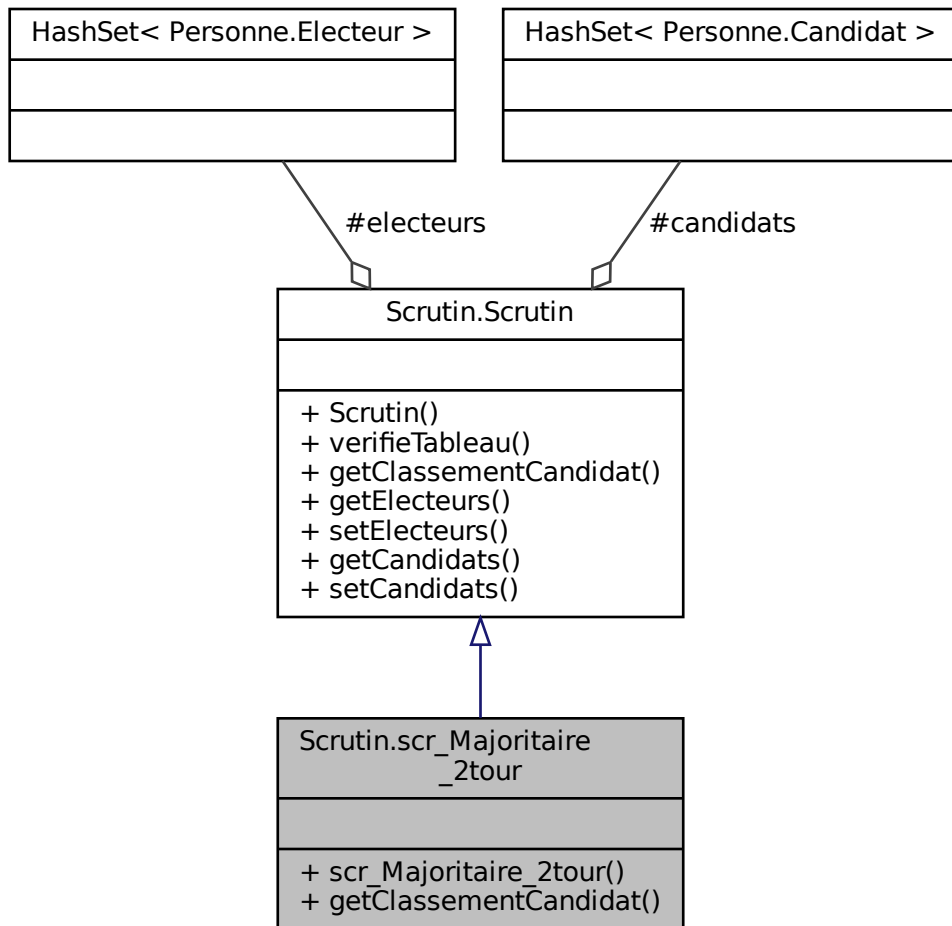 HashSet< Personne.Electeur >
HashSet< Personne.Candidat >
#electeurs
#candidats
Scrutin.Scrutin
+ Scrutin()
+ verifieTableau()
+ getClassementCandidat()
+ getElecteurs()
+ setElecteurs()
+ getCandidats()
+ setCandidats()
Scrutin.scr_Majoritaire
_2tour
+ scr_Majoritaire_2tour()
+ getClassementCandidat()